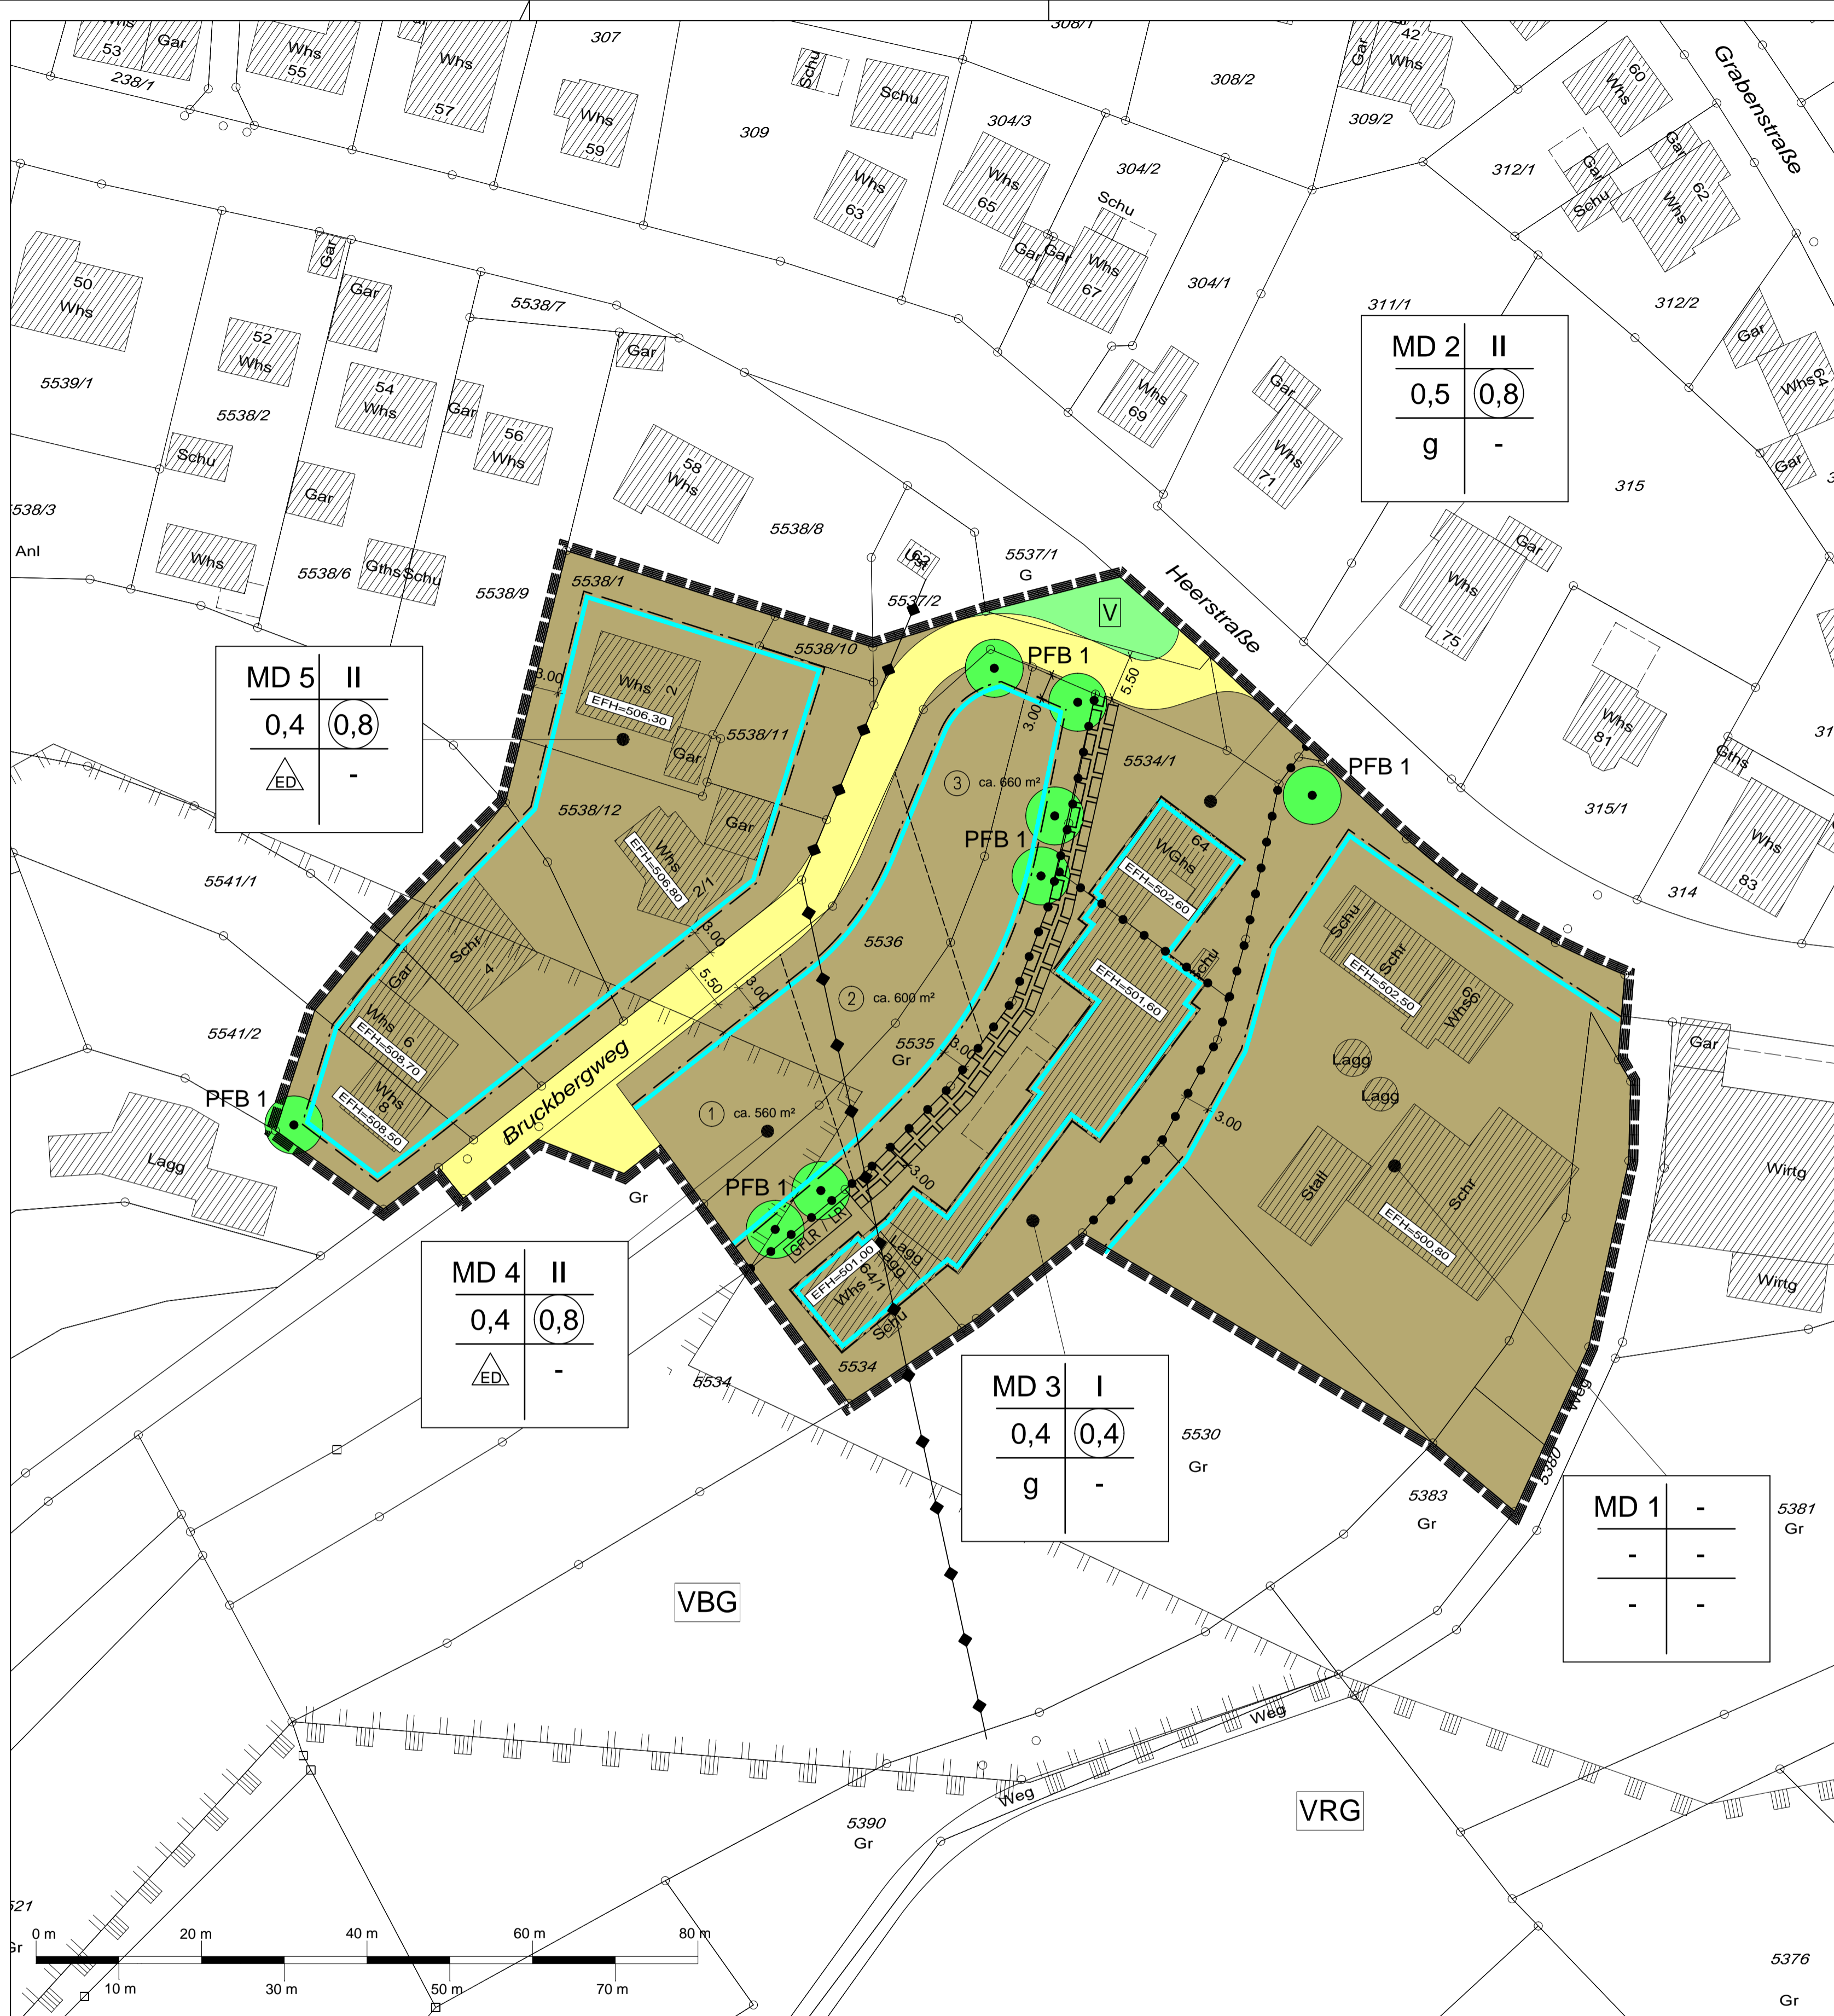 Whs
53
Gar
Whs
55
Whs
57
238/1
307
Whs
59
309
Schu
Schu
Whs
63
308/1
304/3
308/2
304/2
Whs
65
Schu
Gar
Gar
Whs
67
304/1
42
Gar
Whs
309/2
60
Whs
Grabenstraße
Gar
312/1
Gar
Schu
62
Whs
311/1
312/2
Gar
Whs
64
Gar
50
Whs
Gar
Gar
5538/7
52
Whs
54
Whs
Gar
Gar
5539/1
5538/2
56
Whs
Schu
Gar
58
Whs
Whs
69
Gar
Whs
71
MD 2 II
0,5 0,8
g -
315
5538/3
Anl
Whs
5538/6
Gths
Schu
5538/9
5538/8
5537/1
G
5537/2
5538/1
5538/10
Heerstraße
V
Gar
Whs
75
MD 5 II
0,4 0,8
ED -
3.00
Whs
2
EFH=506,30
Gar
5538/11
PFB 1
5.50
3.00
5534/1
3
ca. 660 m²
PFB 1
Whs
81
Gths
315/1
Whs
83
314
5538/12
Gar
Whs
2/1
EFH=506,80
PFB 1
64
WGhs
EFH=502,60
5541/1
Schr
4
Gar
3.00
5.50
3.00
5536
2
ca. 600 m²
Schu
EFH=501,60
Schu
Schr
EFH=502,50
66
Whs
5541/2
Whs
6
EFH=508,70
Whs
8
EFH=508,50
PFB 1
Bruckbergweg
5535
Gr
3.00
Lagg
Lagg
Gar
1
ca. 560 m²
3.00
3.00
Lagg
Gr
PFB 1
GFLR / LR
Stall
Schr
EFH=500,80
Wirtg
Wirtg
EFH=501,00
Whs
64/1
Lagg
Lagg
Schu
MD 4 II
0,4 0,8
ED -
5534
5534
MD 3 I
0,4 0,4
g -
5530
Gr
Weg
5380
5383
Gr
MD 1 -
- -
- -
5381
Gr
VBG
Weg
Weg
VRG
5390
Gr
Gr
0 m 20 m 40 m 60 m 80 m
10 m 30 m 50 m 70 m
5376
Gr